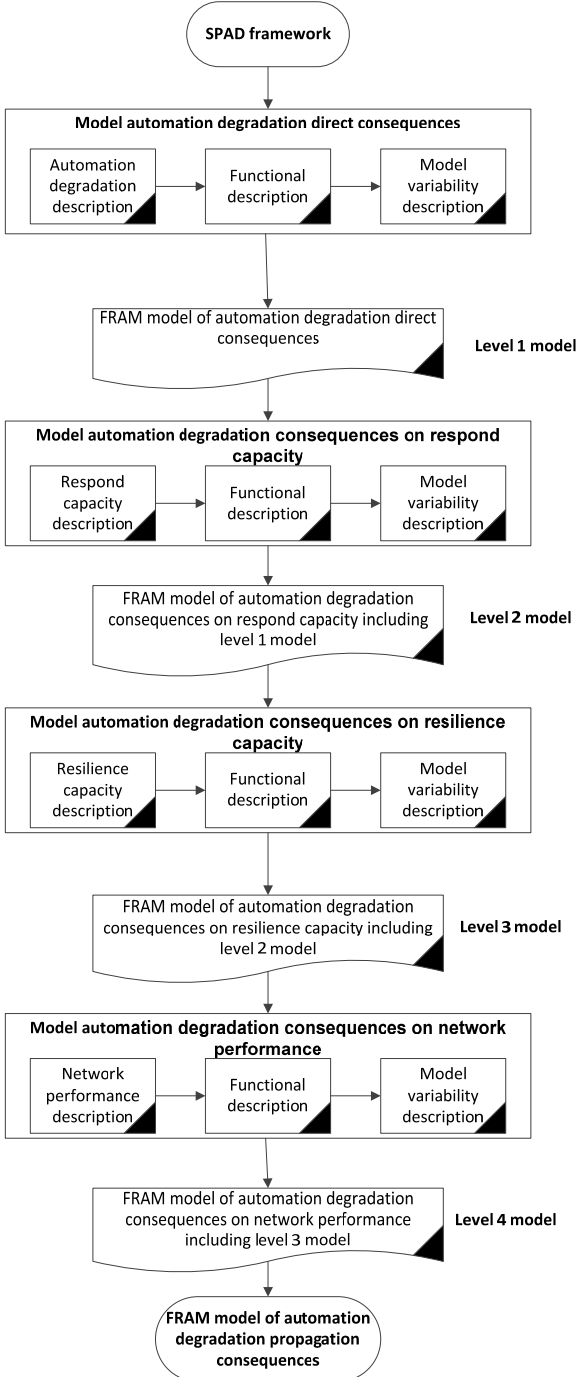 SPAD framework
Model automation degradation direct consequences
Automation
degradation
description
Functional
description
Model
variability
description
FRAM model of automation degradation direct
consequences
Level 1 model
Model automation degradation consequences on respond
capacity
Respond
capacity
description
Functional
description
Model
variability
description
FRAM model of automation degradation
consequences on respond capacity including
level 1 model
Level 2 model
Model automation degradation consequences on resilience
capacity
Resilience
capacity
description
Functional
description
Model
variability
description
FRAM model of automation degradation
consequences on resilience capacity including
level 2 model
Level 3 model
Model automation degradation consequences on network
performance
Network
performance
description
Functional
description
Model
variability
description
FRAM model of automation degradation
consequences on network performance
including level 3 model
Level 4 model
FRAM model of automation
degradation propagation
consequences